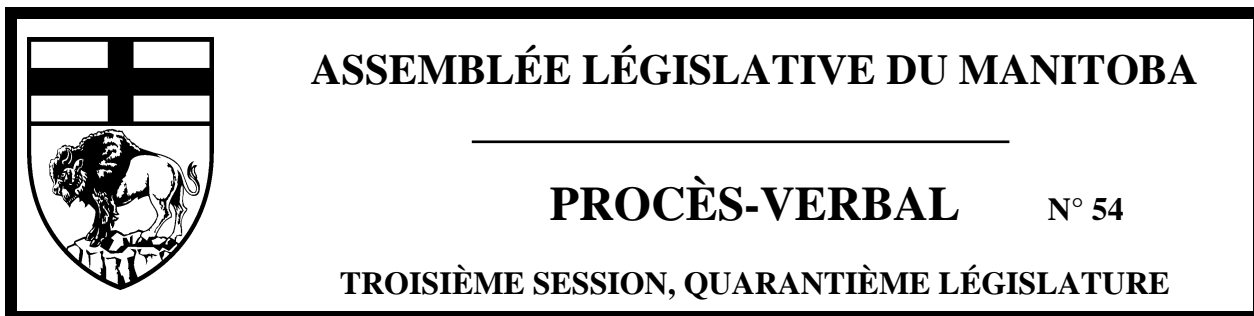 ASSEMBLÉE LÉGISLATIVE DU MANITOBA
PROCÈS-VERBAL N° 54
TROISIÈME SESSION, QUARANTIÈME LÉGISLATURE